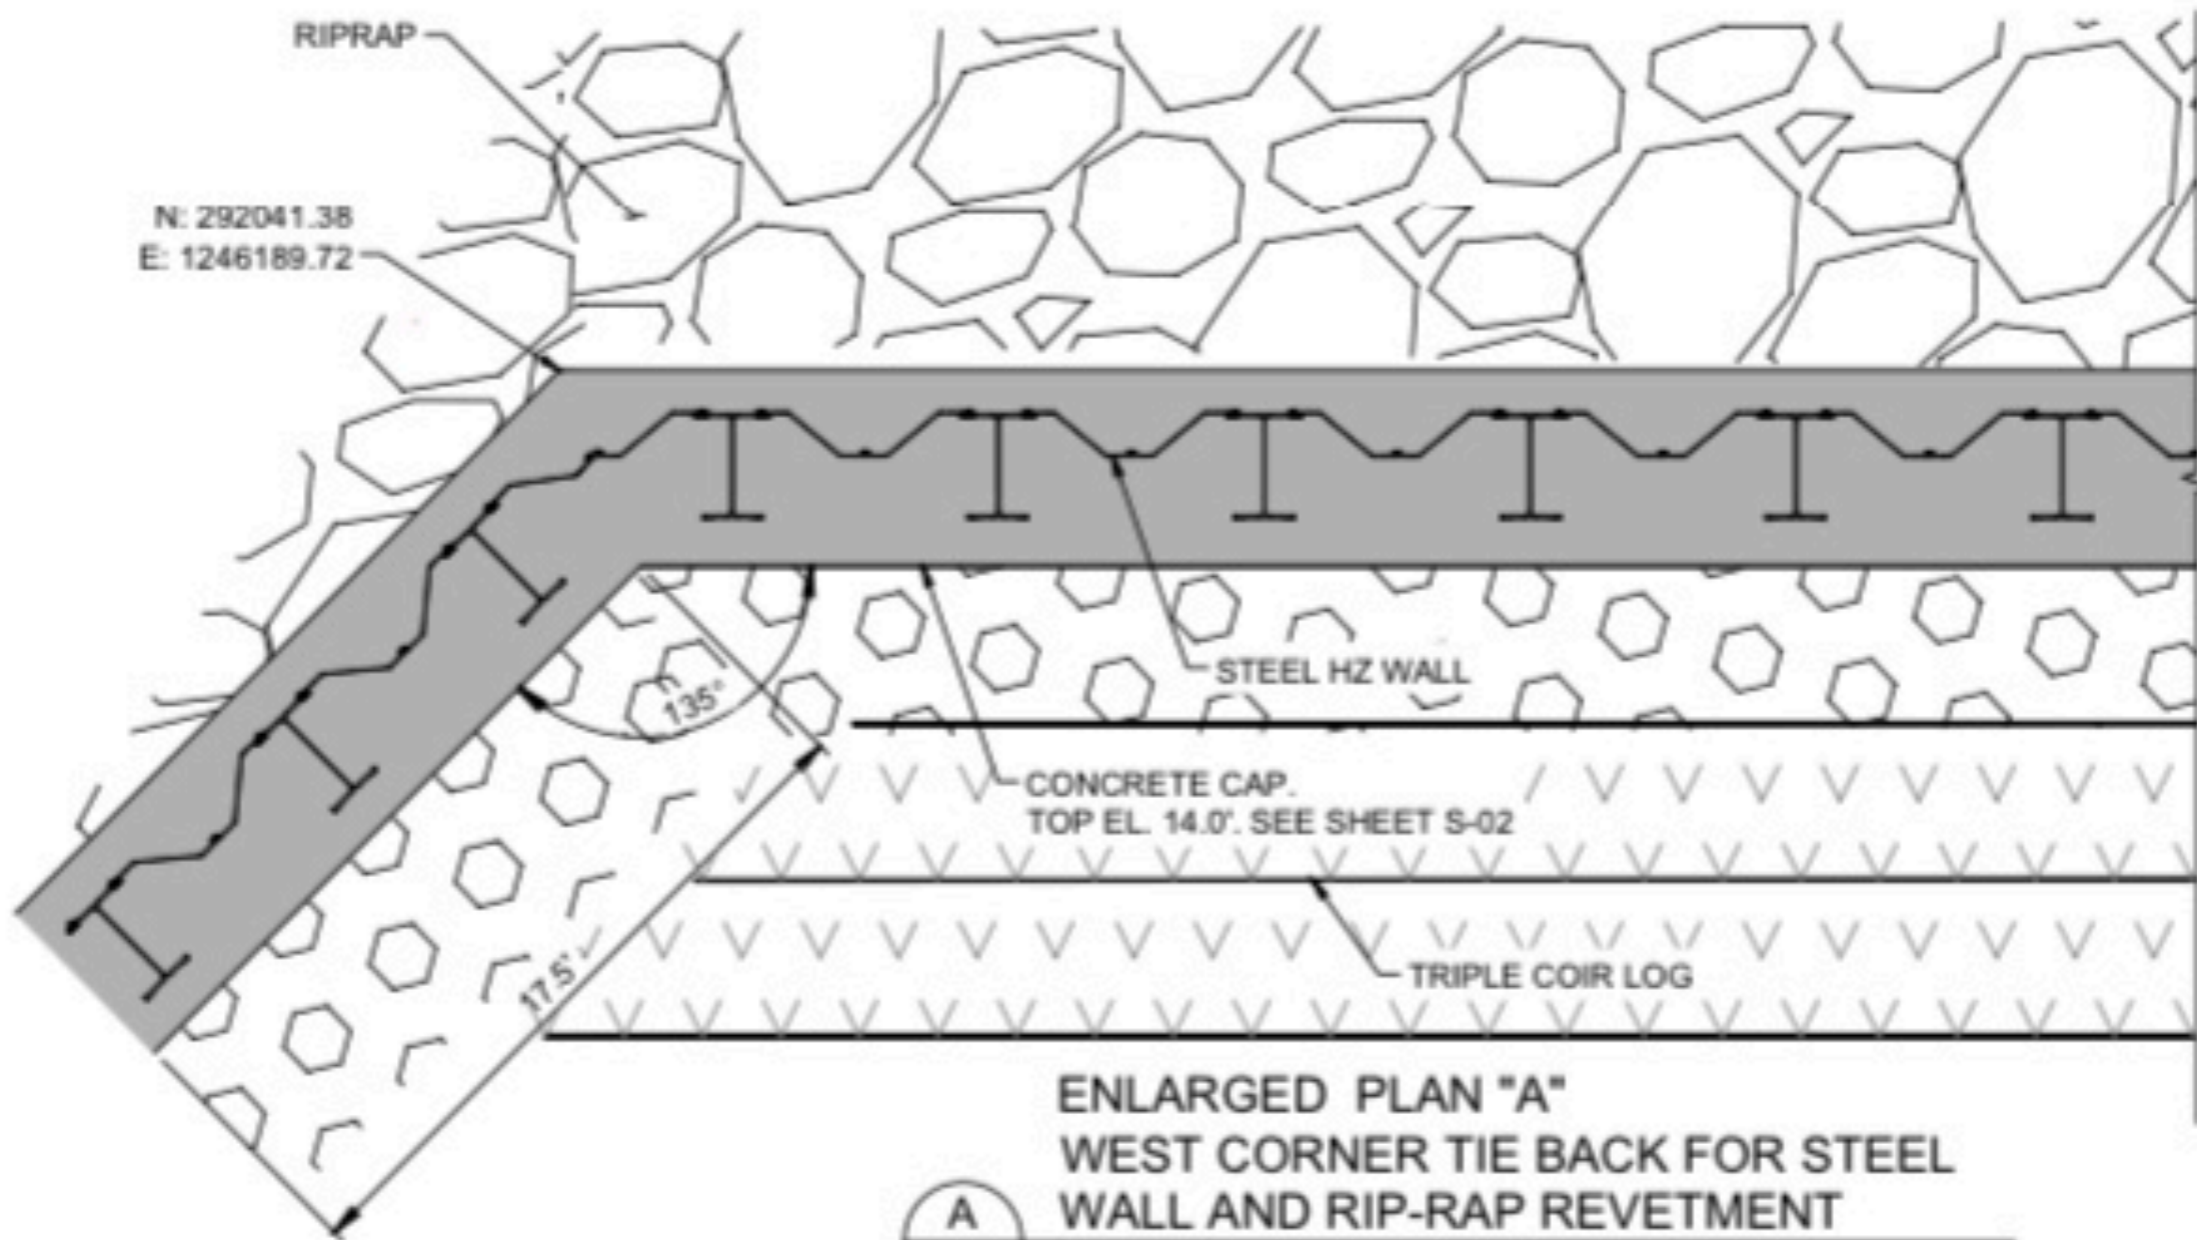 RIPRAP
N: 292041.38
E: 1246189.72
STEEL HZ WALL
135°
CONCRETE CAP.
TOP EL. 14.0'. SEE SHEET S-02
17.5'
TRIPLE COIR LOG
ENLARGED PLAN "A"
WEST CORNER TIE BACK FOR STEEL
WALL AND RIP-RAP REVETMENT
A